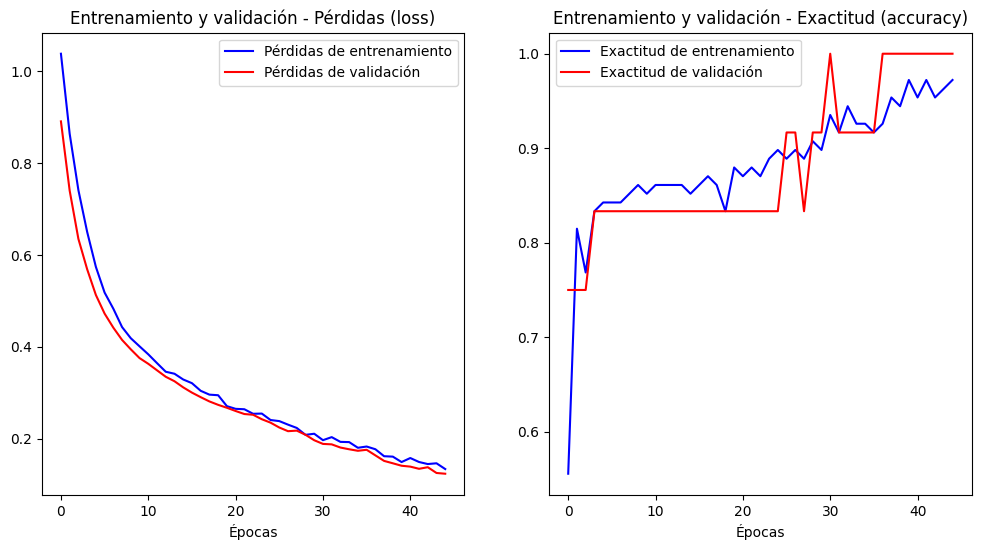 Entrenamiento y validación - Pérdidas (loss)
Pérdidas de entrenamiento
Pérdidas de validación
1.0
0.8
0.6
0.4
0.2
0
10
20
30
40
Épocas
Entrenamiento y validación - Exactitud (accuracy)
Exactitud de entrenamiento
Exactitud de validación
1.0
0.9
0.8
0.7
0.6
0
10
20
30
40
Épocas